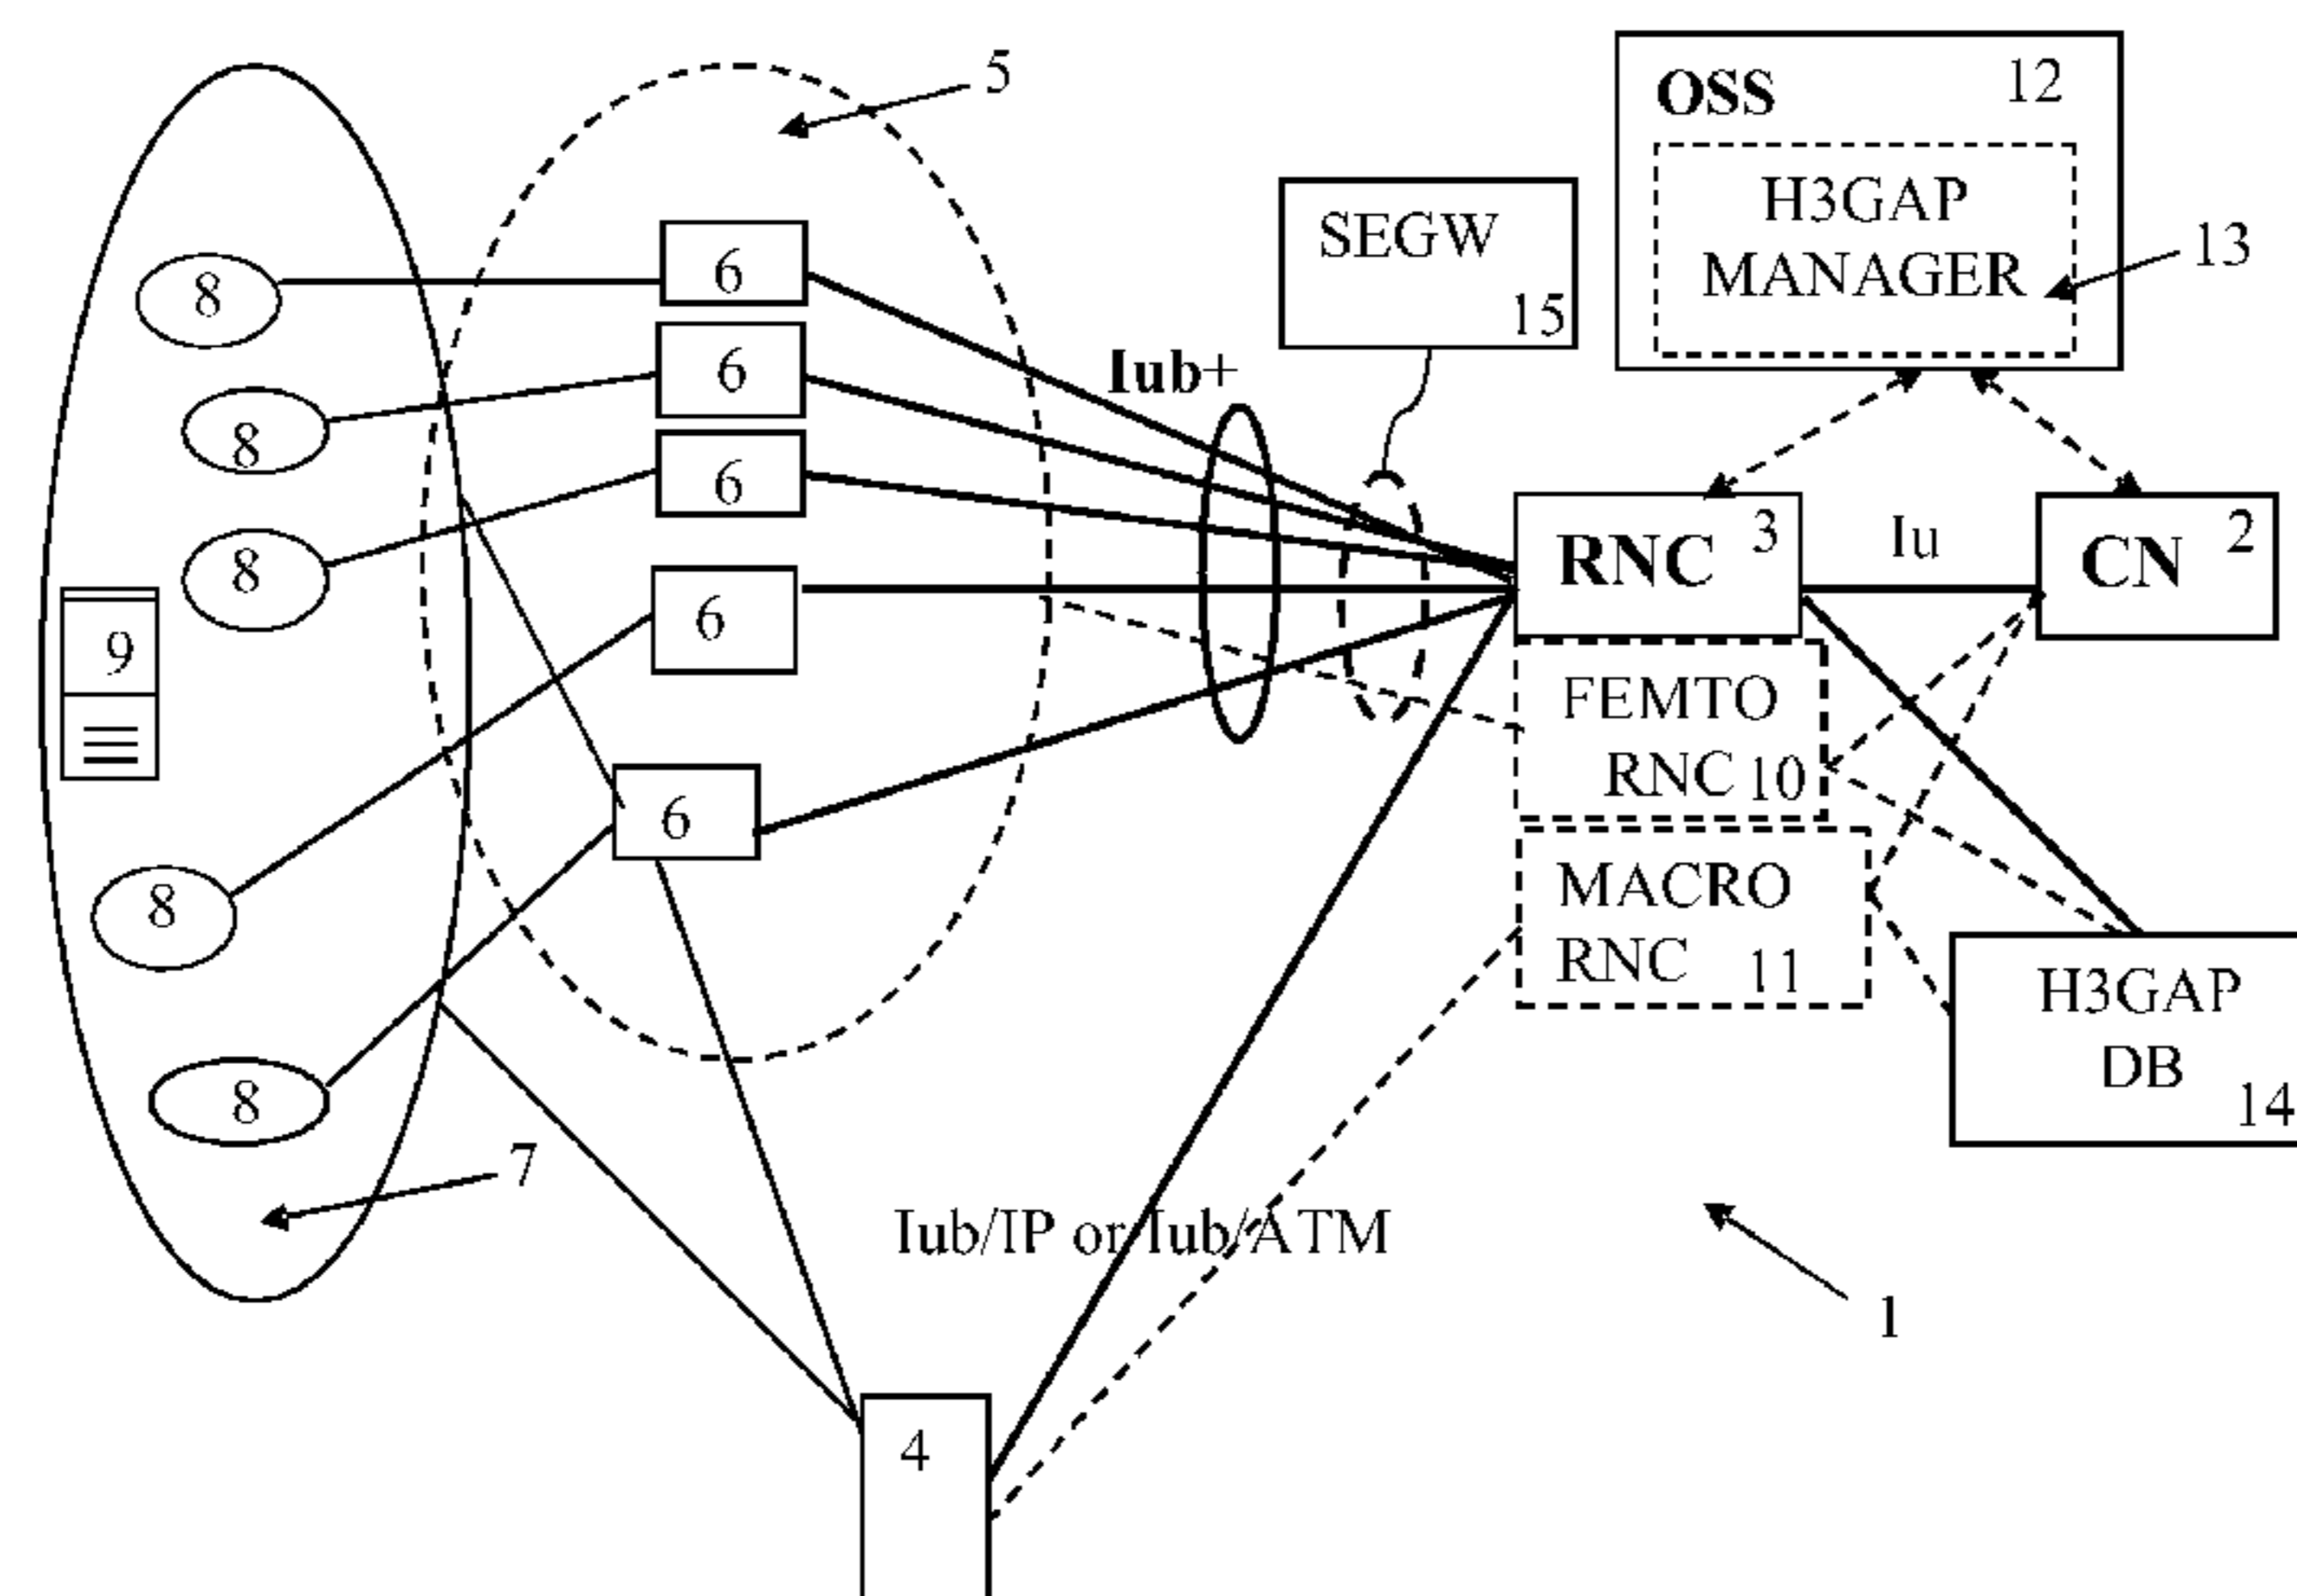 5
OSS 12
H3GAP
MANAGER
13
SEGW
15
8
6
6
Iub+
8
6
8
6
9
RNC 3
Iu
CN 2
FEMTO
RNC 10
6
8
MACRO
RNC 11
H3GAP
DB
14
8
7
Iub/IP or Iub/ATM
1
4